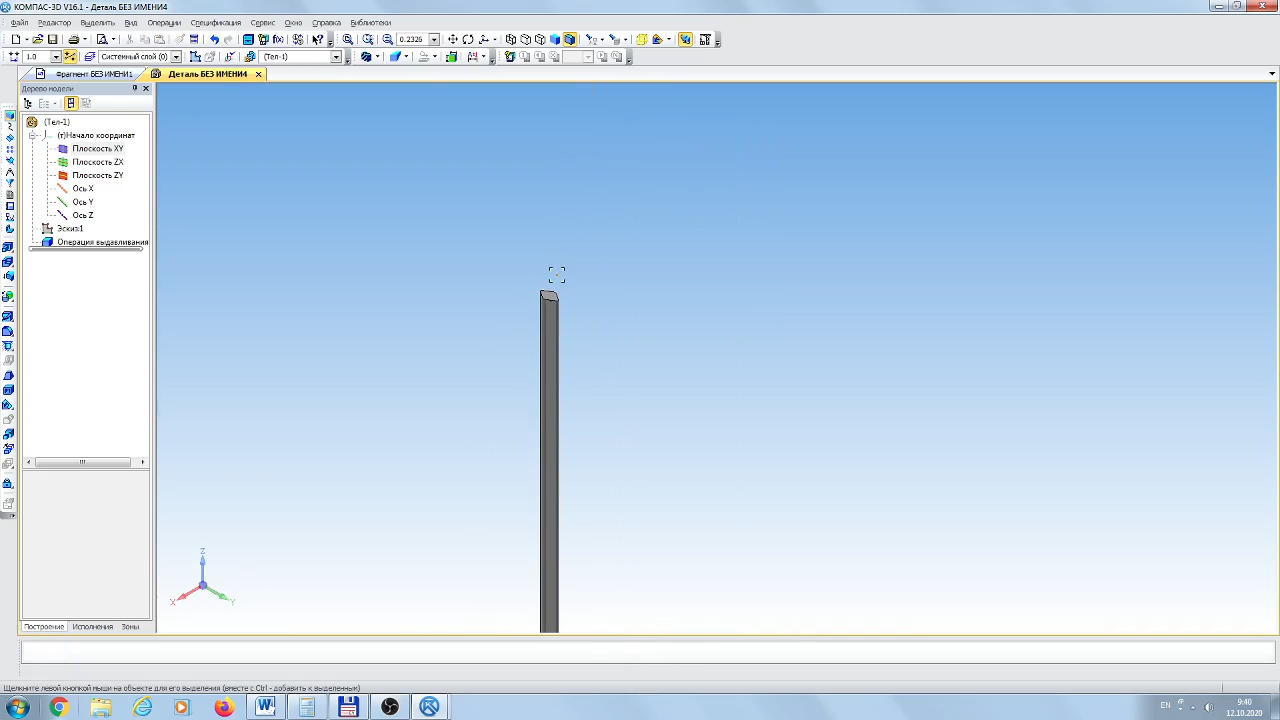 КОМПАС-3D V16.1 - Деталь БЕЗ ИМЕНИ4
Файл Редактор Выделить Вид Операции Спецификация Сервис Окно Справка Библиотеки
0.2326
1.0 Системный слой (0) (Тел-1)
Фрагмент БЕЗ ИМЕНИ1 Деталь БЕЗ ИМЕНИ4
Дерево модели
(Тел-1)
(т)Начало координат
Плоскость XY
Плоскость ZX
Плоскость ZY
Ось X
Ось Y
Ось Z
Эскиз:1
Операция выдавливания
Z
X
Y
Построение Исполнения Зоны
Щелкните левой кнопкой мыши на объекте для его выделения (вместе с Ctrl - добавить к выделенным)
EN
9:40
12.10.2020